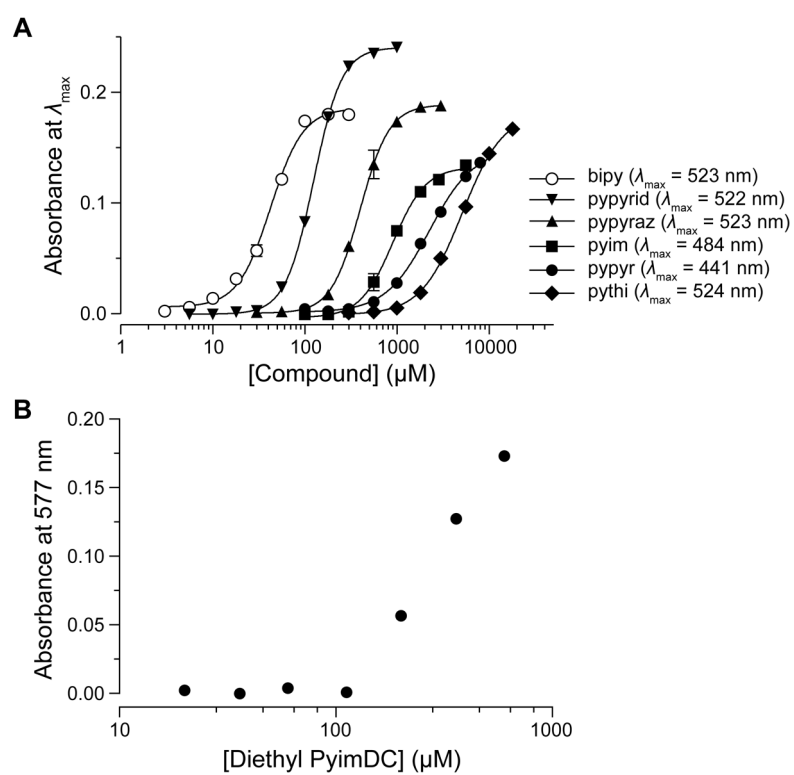 A
Absorbance at λmax
0.2
0.1
0.0
1
10
100
1000
10000
[Compound] (µM)
bipy (λmax = 523 nm)
pypyrid (λmax = 522 nm)
pypyraz (λmax = 523 nm)
pyim (λmax = 484 nm)
pypyr (λmax = 441 nm)
pythi (λmax = 524 nm)
B
Absorbance at 577 nm
0.20
0.15
0.10
0.05
0.00
10
100
1000
[Diethyl PyimDC] (µM)